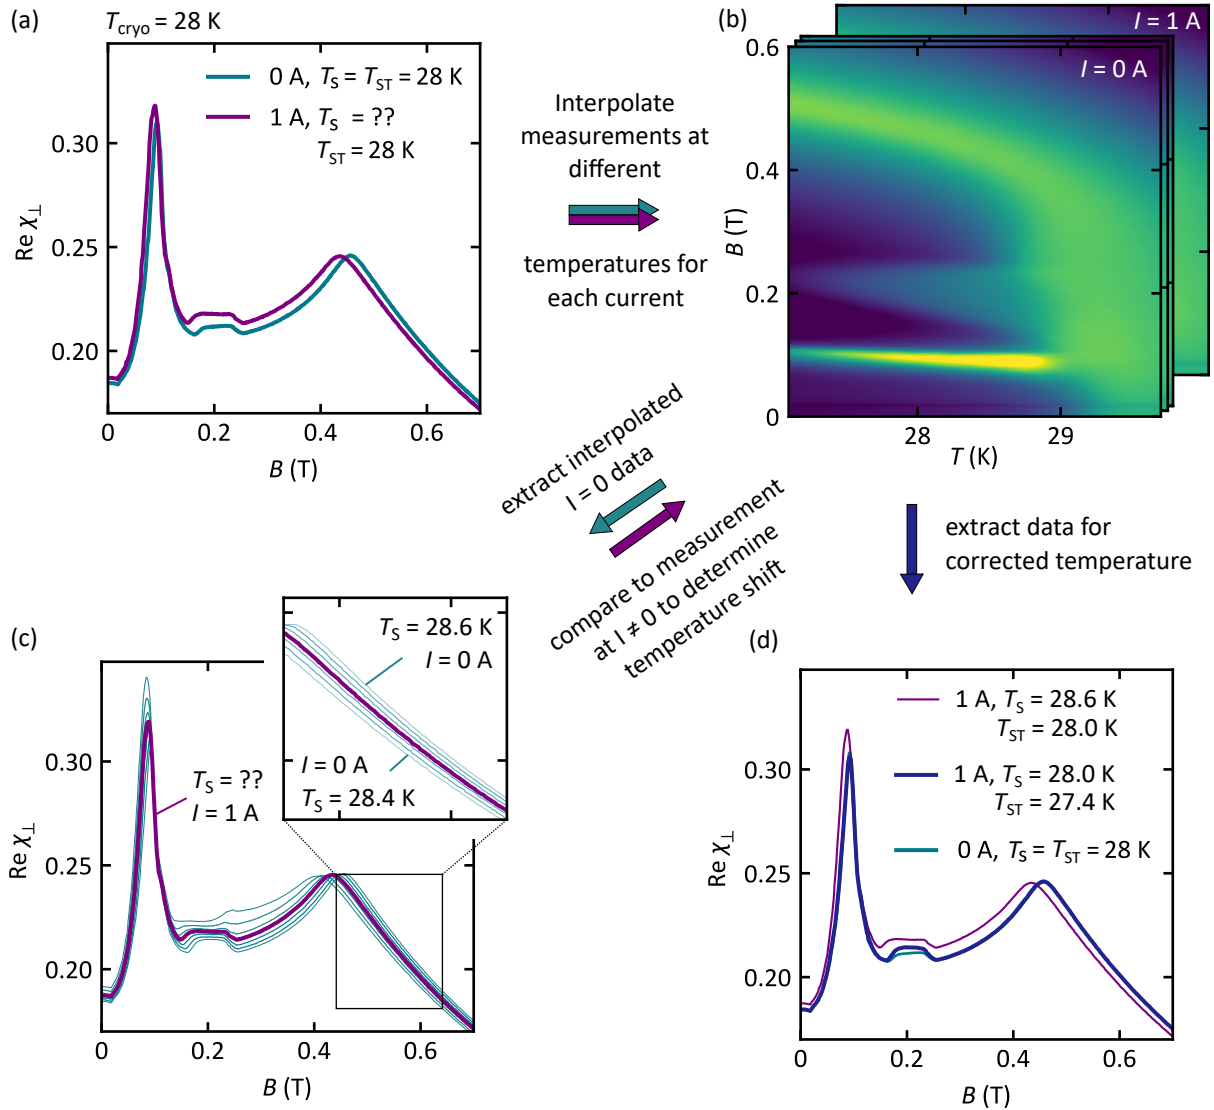 (a)
T_cryo = 28 K
0 A, T_S = T_ST = 28 K
1 A, T_S = ??
T_ST = 28 K
0.30
0.25
0.20
Re χ⊥
0
0.2
0.4
0.6
B (T)
Interpolate
measurements at
different
temperatures for
each current
(b)
I = 1 A
I = 0 A
0.6
0.4
0.2
0
B (T)
28
29
T (K)
extract interpolated
I = 0 data
compare to measurement
at I ≠ 0 to determine
temperature shift
extract data for
corrected temperature
(c)
T_S = 28.6 K
I = 0 A
I = 0 A
T_S = 28.4 K
T_S = ??
I = 1 A
0.30
0.25
0.20
Re χ⊥
0
0.2
0.4
0.6
B (T)
(d)
1 A, T_S = 28.6 K
T_ST = 28.0 K
1 A, T_S = 28.0 K
T_ST = 27.4 K
0 A, T_S = T_ST = 28 K
0.30
0.25
0.20
Re χ⊥
0
0.2
0.4
0.6
B (T)